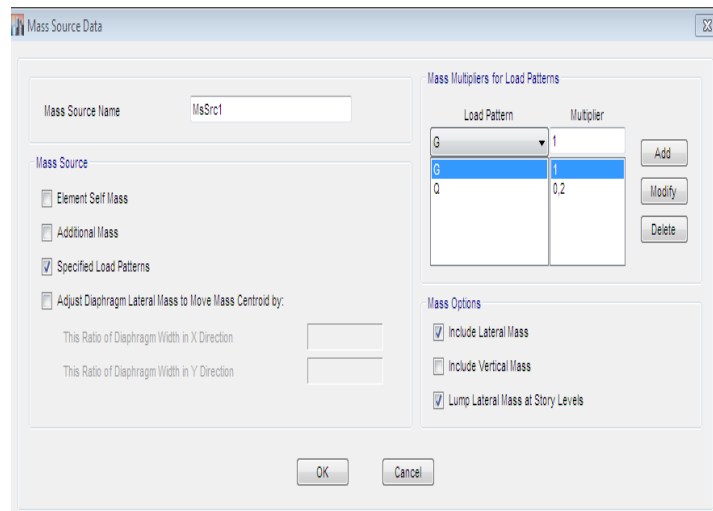 Mass Source Data
Mass Source Name MsSrc1
Mass Source
Element Self Mass
Additional Mass
Specified Load Patterns
Adjust Diaphragm Lateral Mass to Move Mass Centroid by:
This Ratio of Diaphragm Width in X Direction
This Ratio of Diaphragm Width in Y Direction
Mass Multipliers for Load Patterns
Load Pattern Multiplier
G 1
G 1
Q 0,2
Add
Modify
Delete
Mass Options
Include Lateral Mass
Include Vertical Mass
Lump Lateral Mass at Story Levels
OK Cancel